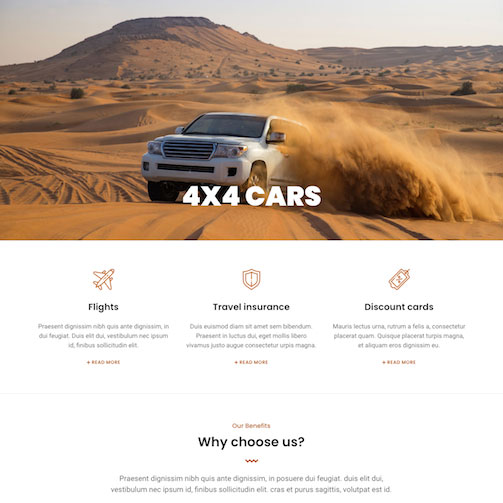 4X4 CARS
Flights
Praesent dignissim nibh quis ante dignissim, in
dui feugiat. Duis elit dui, vestibulum nec ipsum
id, finibus sollicitudin elit.
→ READ MORE
Travel insurance
Duis euismod diam sit amet sem bibendum.
Praesent in luctus dui, eget mollis libero
vivamus justo augue consectetur urpis magna.
→ READ MORE
Discount cards
Mauris lectus urna, rutrum a felis a, consectetur
placerat quam. Quisque placerat turpis magna,
et aliquam eros dignissim eu.
→ READ MORE
Our Benefits
Why choose us?
Praesent dignissim nibh quis ante dignissim, in posuere dui feugiat. duis elit dui,
vestibulum nec ipsum id, finibus sollicitudin elit. cras et purus sagittis, volutpat est id